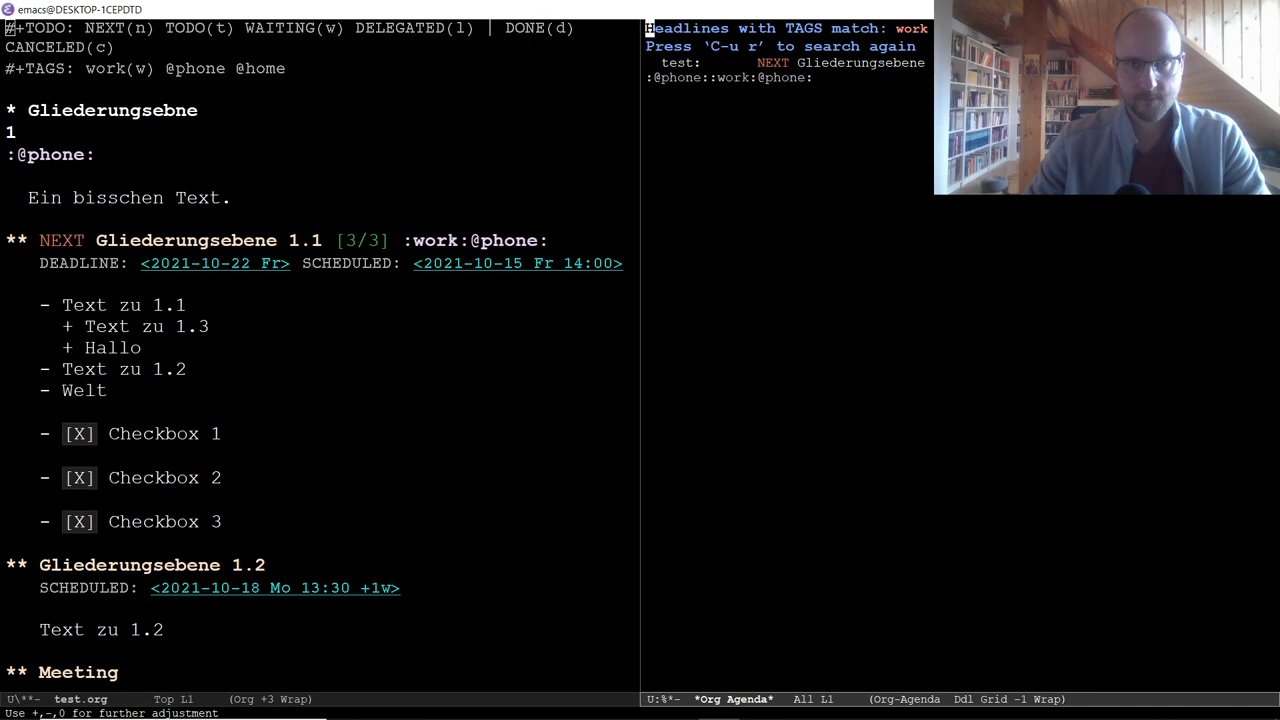 emacs@DESKTOP-1CEPDTD
#+TODO: NEXT(n) TODO(t) WAITING(w) DELEGATED(l) | DONE(d)
CANCELED(c)
#+TAGS: work(w) @phone @home
* Gliederungsebne
1
:@phone:
Ein bisschen Text.
** NEXT Gliederungsebene 1.1 [3/3] :work:@phone:
DEADLINE: <2021-10-22 Fr> SCHEDULED: <2021-10-15 Fr 14:00>
- Text zu 1.1
+ Text zu 1.3
+ Hallo
- Text zu 1.2
- Welt
- [X] Checkbox 1
- [X] Checkbox 2
- [X] Checkbox 3
** Gliederungsebene 1.2
SCHEDULED: <2021-10-18 Mo 13:30 +1w>
Text zu 1.2
** Meeting
U\**- test.org Top L1 (Org +3 Wrap)
Headlines with TAGS match: work
Press ‘C-u r’ to search again
test: NEXT Gliederungsebene
:@phone::work:@phone:
U:%*- *Org Agenda* All L1 (Org-Agenda Ddl Grid -1 Wrap)
Use +,-,0 for further adjustment